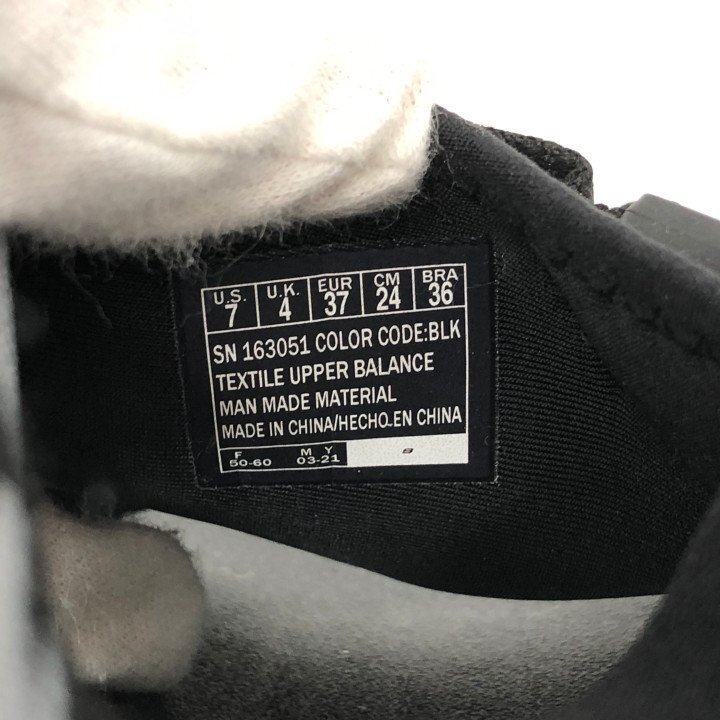 U.S. U.K. EUR CM BRA
7 4 37 24 36
SN 163051 COLOR CODE:BLK
TEXTILE UPPER BALANCE
MAN MADE MATERIAL
MADE IN CHINA/HECHO EN CHINA
F M Y
50-60 03-21